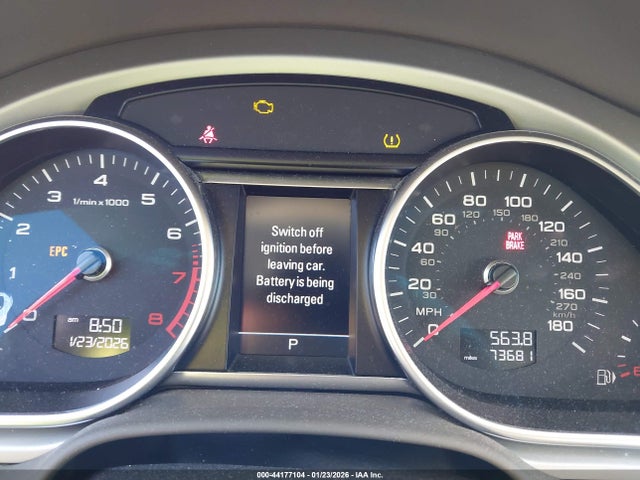 1/min x 1000
0
1
2
3
4
5
6
7
8
EPC
am 8:50
1/23/2026
Switch off
ignition before
leaving car.
Battery is being
discharged
P
0
20
40
60
80
100
120
140
160
180
30
60
90
120
150
180
210
240
270
km/h
MPH
PARK
BRAKE
563.8
miles 73681
000-44177104 - 01/23/2026 - IAA Inc.